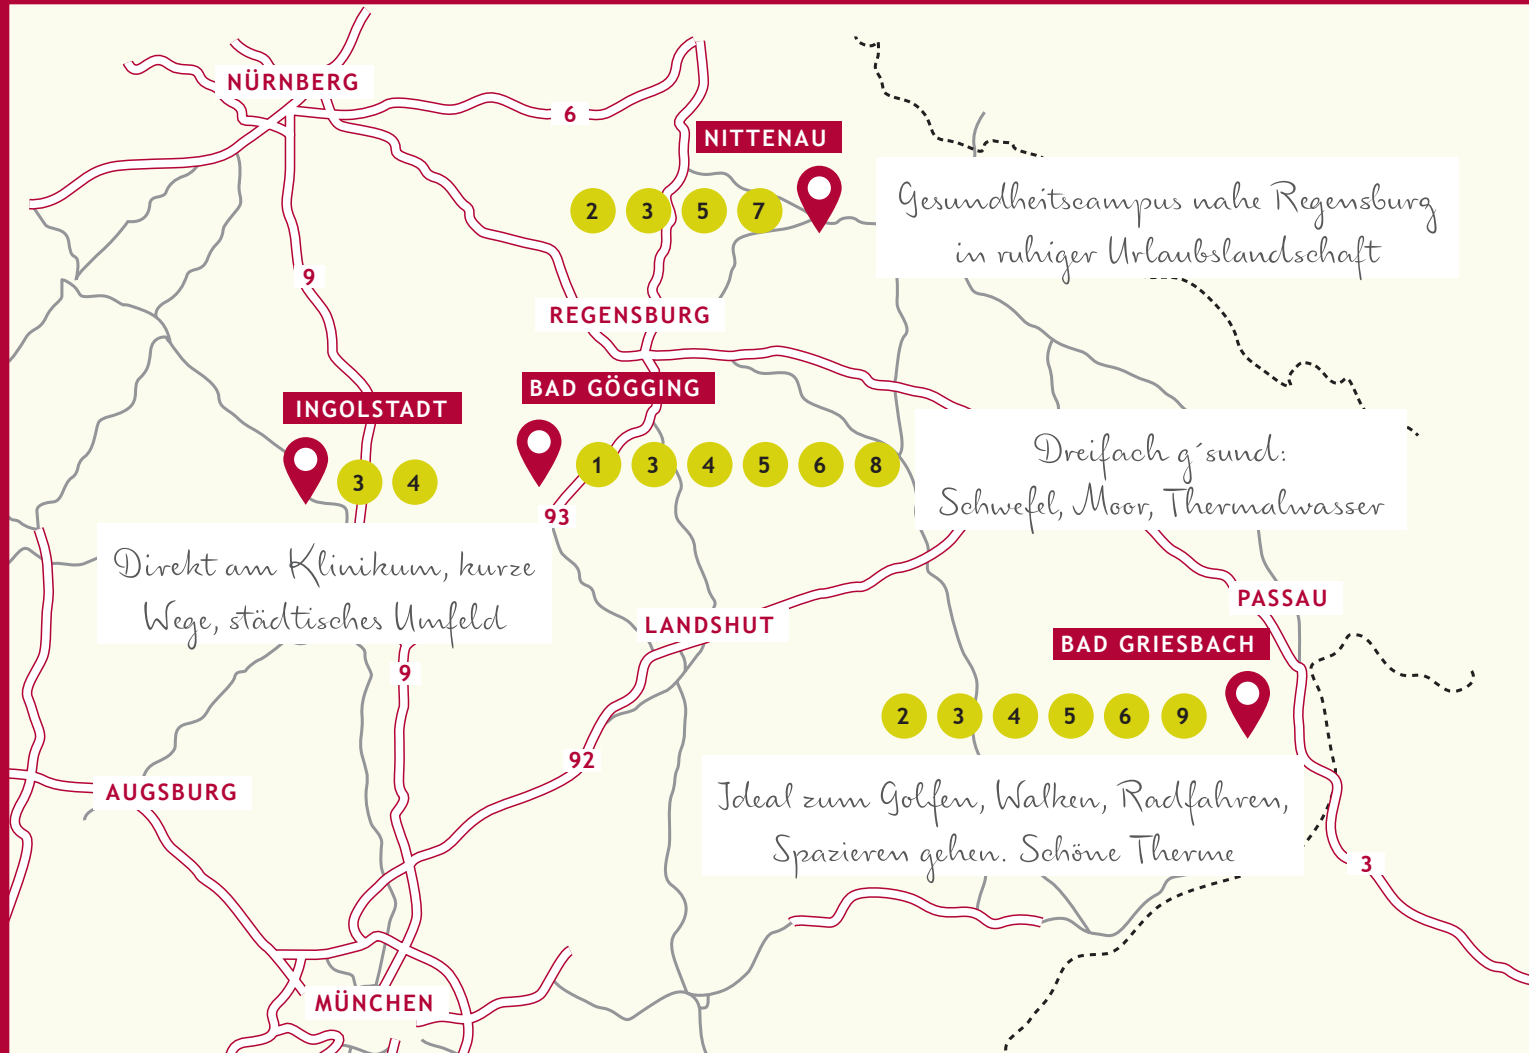 NÜRNBERG
6
NITTENAU
2 3 5 7
Gesundheitscampus nahe Regensburg
in ruhiger Urlaubslandschaft
9
REGENSBURG
BAD GÖGGING
INGOLSTADT
1 3 4 5 6 8
3 4
Dreifach g´sund:
Schwefel, Moor, Thermalwasser
93
Direkt am Klinikum, kurze
Wege, städtisches Umfeld
PASSAU
LANDSHUT
BAD GRIESBACH
9
2 3 4 5 6 9
92
AUGSBURG
Ideal zum Golfen, Walken, Radfahren,
Spazieren gehen. Schöne Therme
3
MÜNCHEN